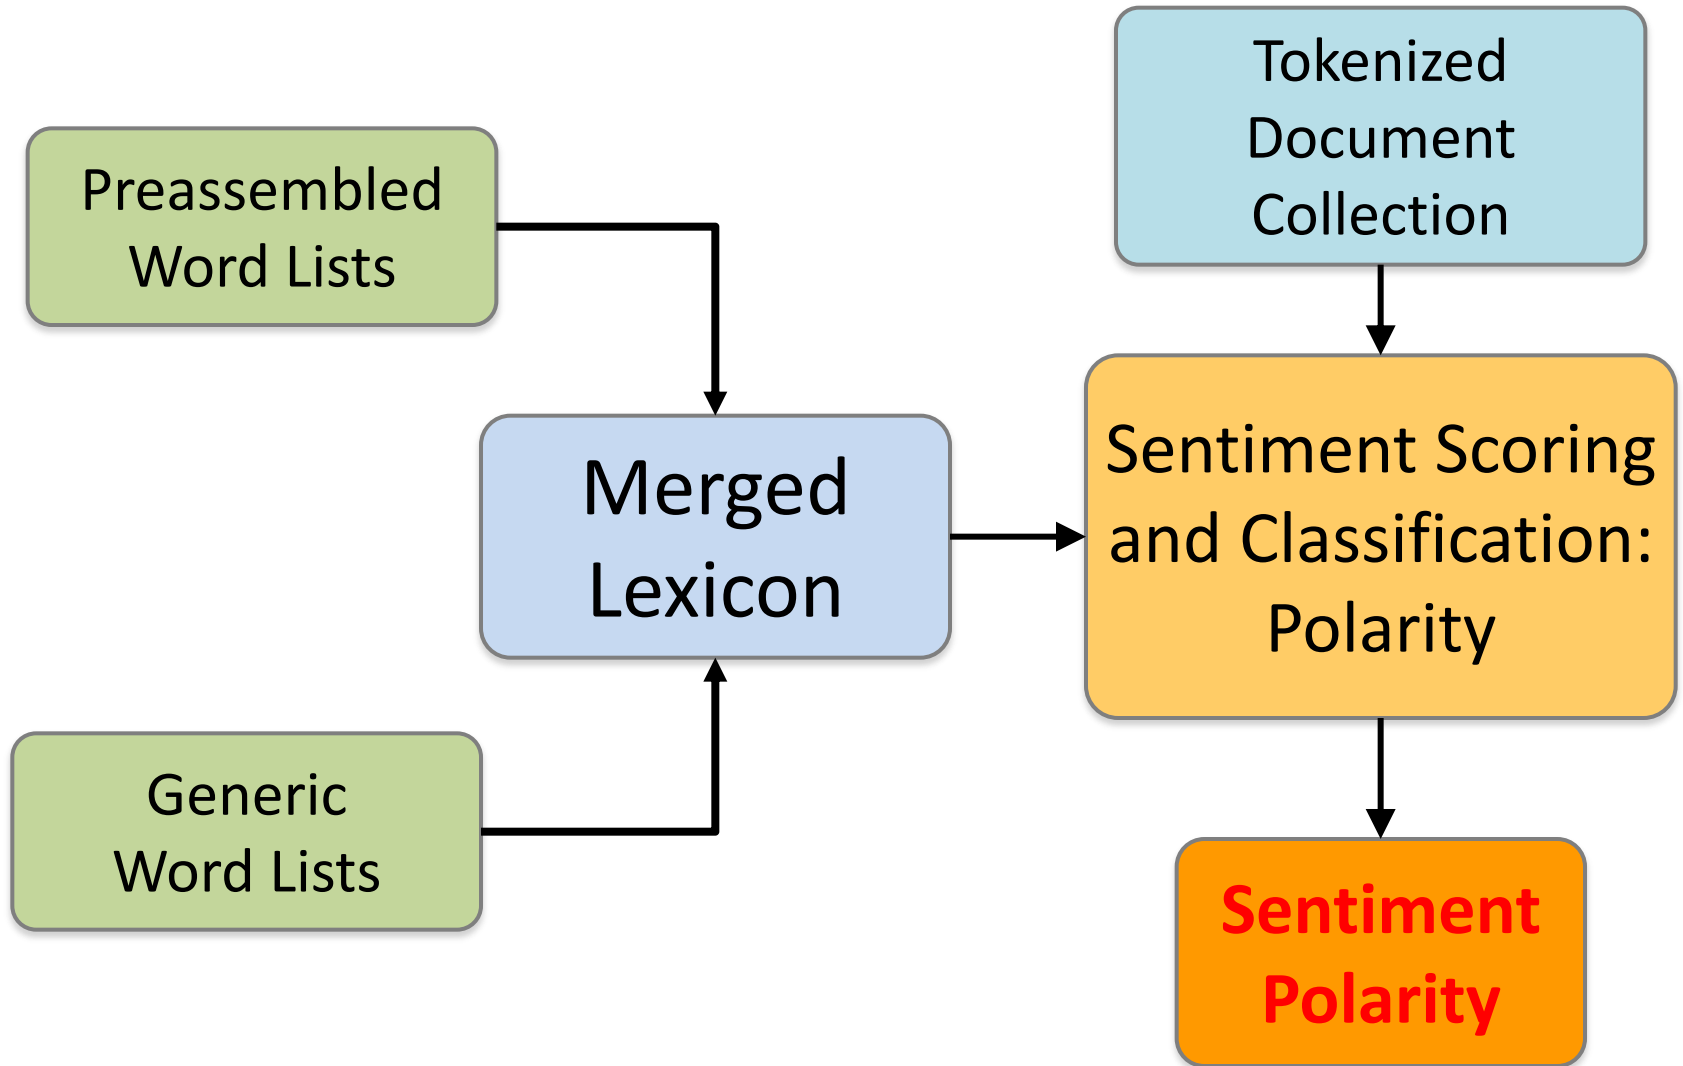 Preassembled
Word Lists
Generic
Word Lists
Merged
Lexicon
Tokenized
Document
Collection
Sentiment Scoring
and Classification:
Polarity
Sentiment
Polarity